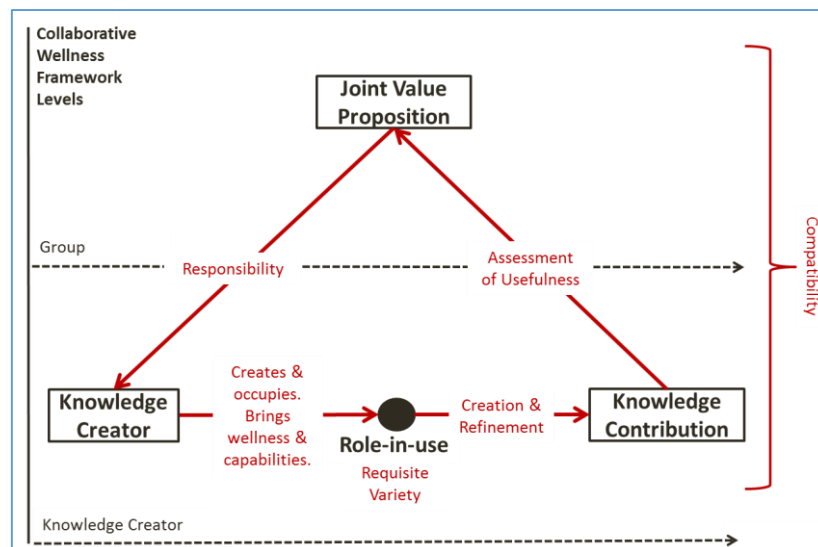 Collaborative
Wellness
Framework
Levels
Joint Value
Proposition
Group
Responsibility
Assessment
of Usefulness
Compatibility
Knowledge
Creator
Creates &
occupies.
Brings
wellness &
capabilities.
Role-in-use
Requisite
Variety
Creation &
Refinement
Knowledge
Contribution
Knowledge Creator